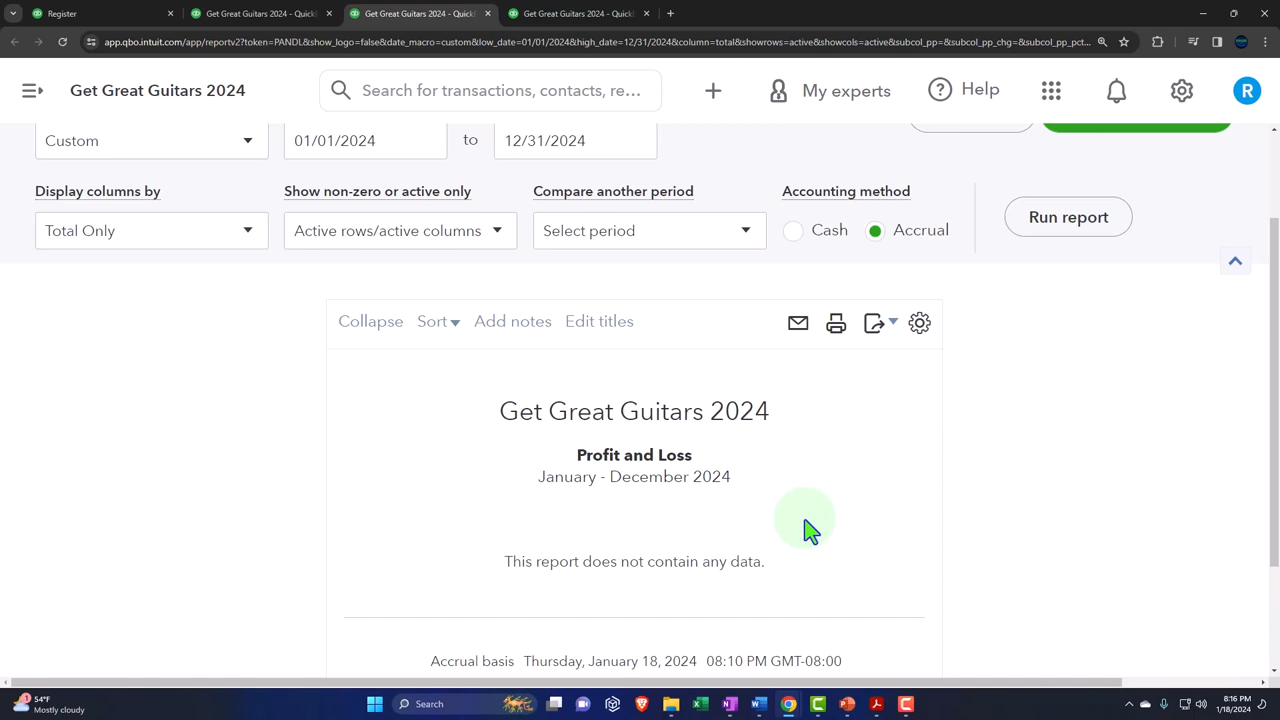 Register
Get Great Guitars 2024 - Quick
Get Great Guitars 2024 - Quick
Get Great Guitars 2024 - Quick
app.qbo.intuit.com/app/reportv2?token=PANDL&show_logo=false&date_macro=custom&low_date=01/01/2024&high_date=12/31/2024&column=total&showrows=active&showcols=active&subcol_pp=&subcol_pp_chg=&subcol_pp_pct...
Get Great Guitars 2024
Search for transactions, contacts, re...
My experts
Help
R
Custom
01/01/2024
to
12/31/2024
Display columns by
Show non-zero or active only
Compare another period
Accounting method
Total Only
Active rows/active columns
Select period
Cash
Accrual
Run report
Collapse
Sort
Add notes
Edit titles
Get Great Guitars 2024
Profit and Loss
January - December 2024
This report does not contain any data.
Accrual basis Thursday, January 18, 2024 08:10 PM GMT-08:00
54°F
Mostly cloudy
Search
8:16 PM
1/18/2024